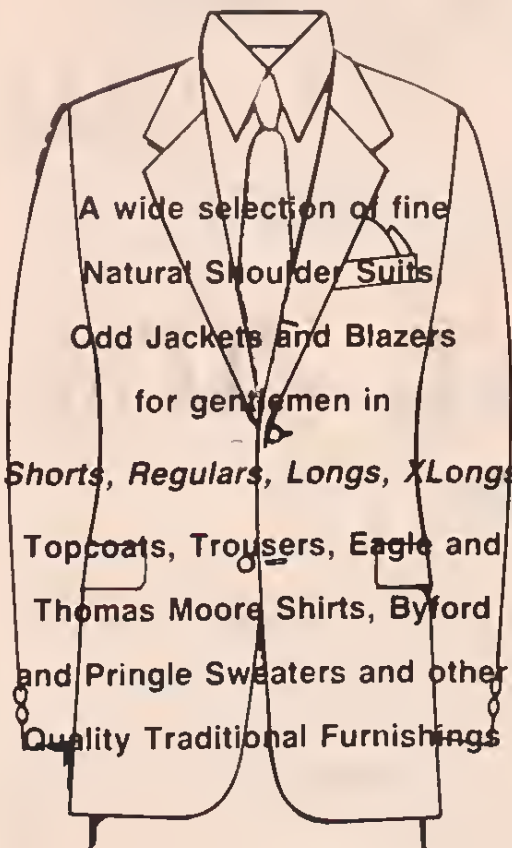 A wide selection of fine
Natural Shoulder Suits
Odd Jackets and Blazers
for gentlemen in
Shorts, Regulars, Longs, XLongs
Topcoats, Trousers, Eagle and
Thomas Moore Shirts, Byford
and Pringle Sweaters and other
Quality Traditional Furnishings